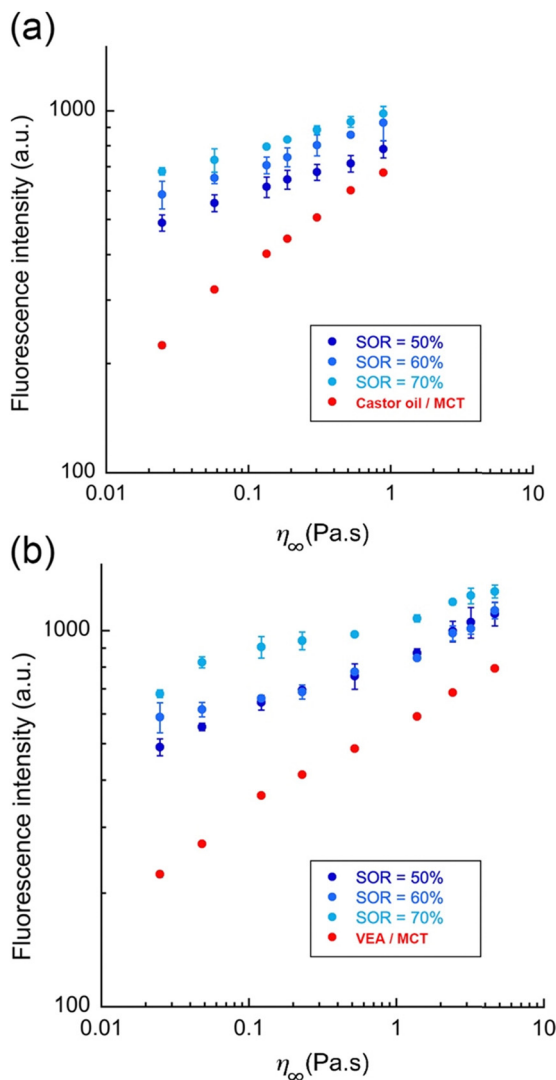 (a)
Fluorescence intensity (a.u.)
1000
100
SOR = 50%
SOR = 60%
SOR = 70%
Castor oil / MCT
0.01
0.1
1
10
η∞(Pa.s)
(b)
Fluorescence intensity (a.u.)
1000
100
SOR = 50%
SOR = 60%
SOR = 70%
VEA / MCT
0.01
0.1
1
10
η∞(Pa.s)